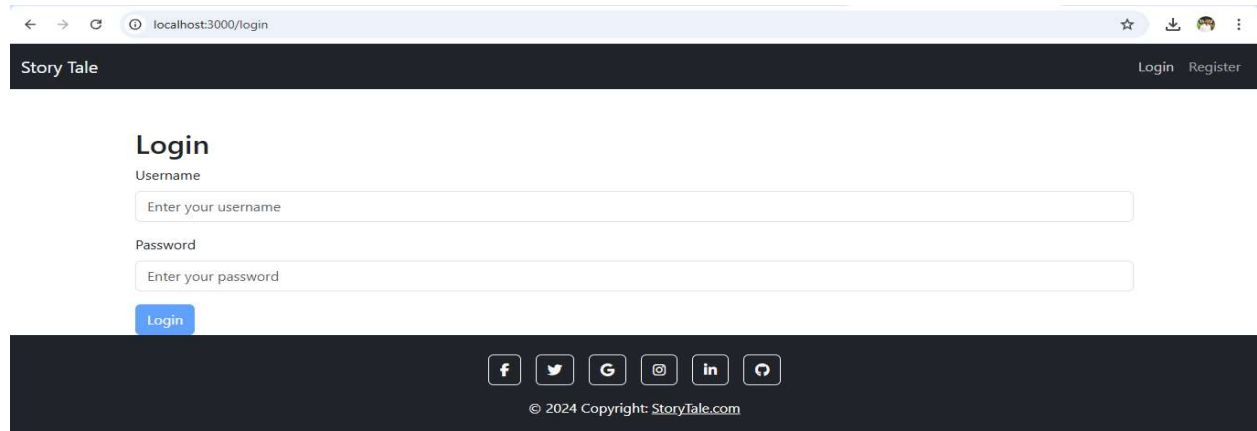 localhost:3000/login
Story Tale Login Register
Login
Username
Enter your username
Password
Enter your password
Login
© 2024 Copyright: StoryTale.com